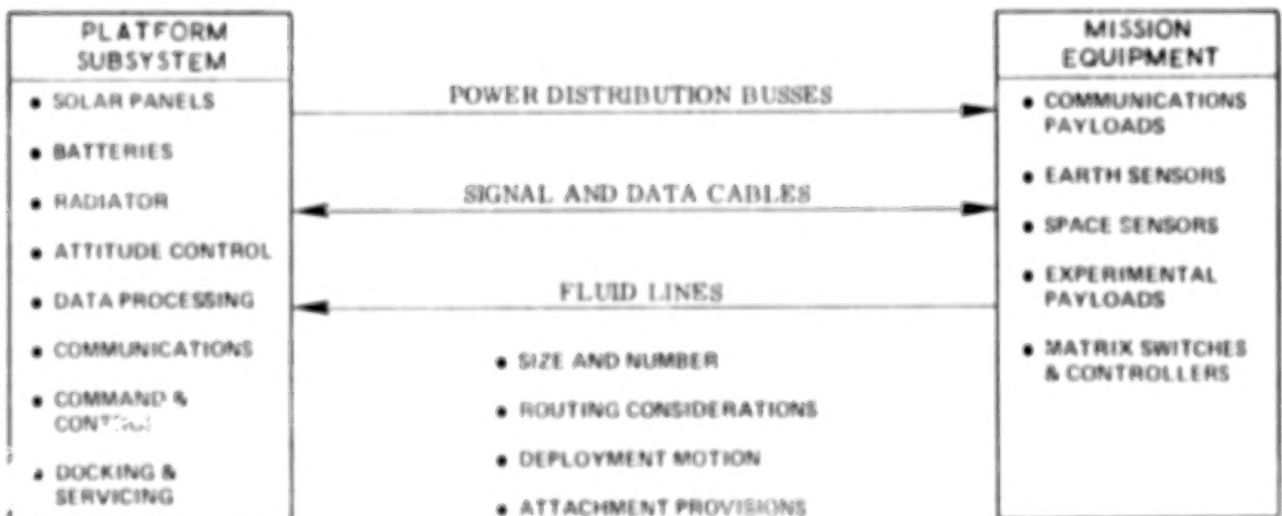 PLATFORM
SUBSYSTEM
• SOLAR PANELS
• BATTERIES
• RADIATOR
• ATTITUDE CONTROL
• DATA PROCESSING
• COMMUNICATIONS
• COMMAND &
CONTROL
• DOCKING &
SERVICING
POWER DISTRIBUTION BUSSES
SIGNAL AND DATA CABLES
FLUID LINES
• SIZE AND NUMBER
• ROUTING CONSIDERATIONS
• DEPLOYMENT MOTION
• ATTACHMENT PROVISIONS
MISSION
EQUIPMENT
• COMMUNICATIONS
PAYLOADS
• EARTH SENSORS
• SPACE SENSORS
• EXPERIMENTAL
PAYLOADS
• MATRIX SWITCHES
& CONTROLLERS